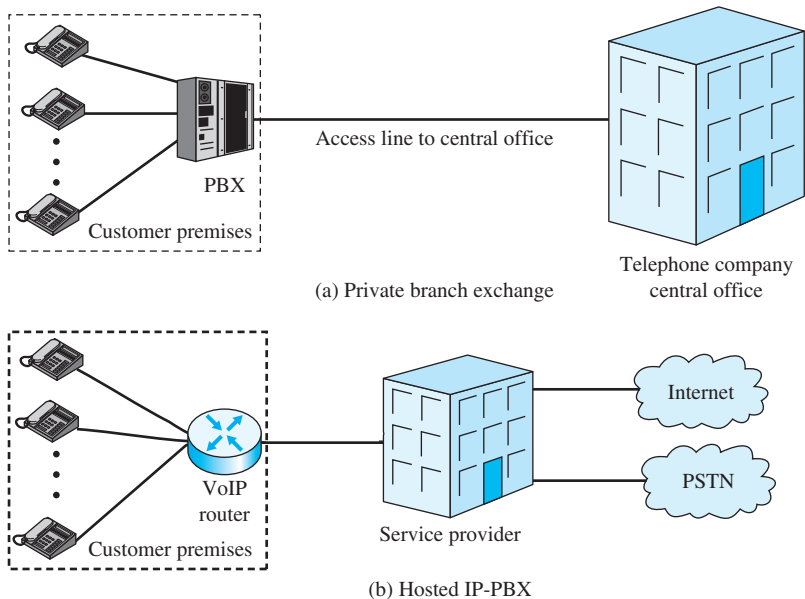 PBX
Access line to central office
Customer premises
Telephone company
central office
(a) Private branch exchange
Internet
VoIP
router
PSTN
Service provider
Customer premises
(b) Hosted IP-PBX